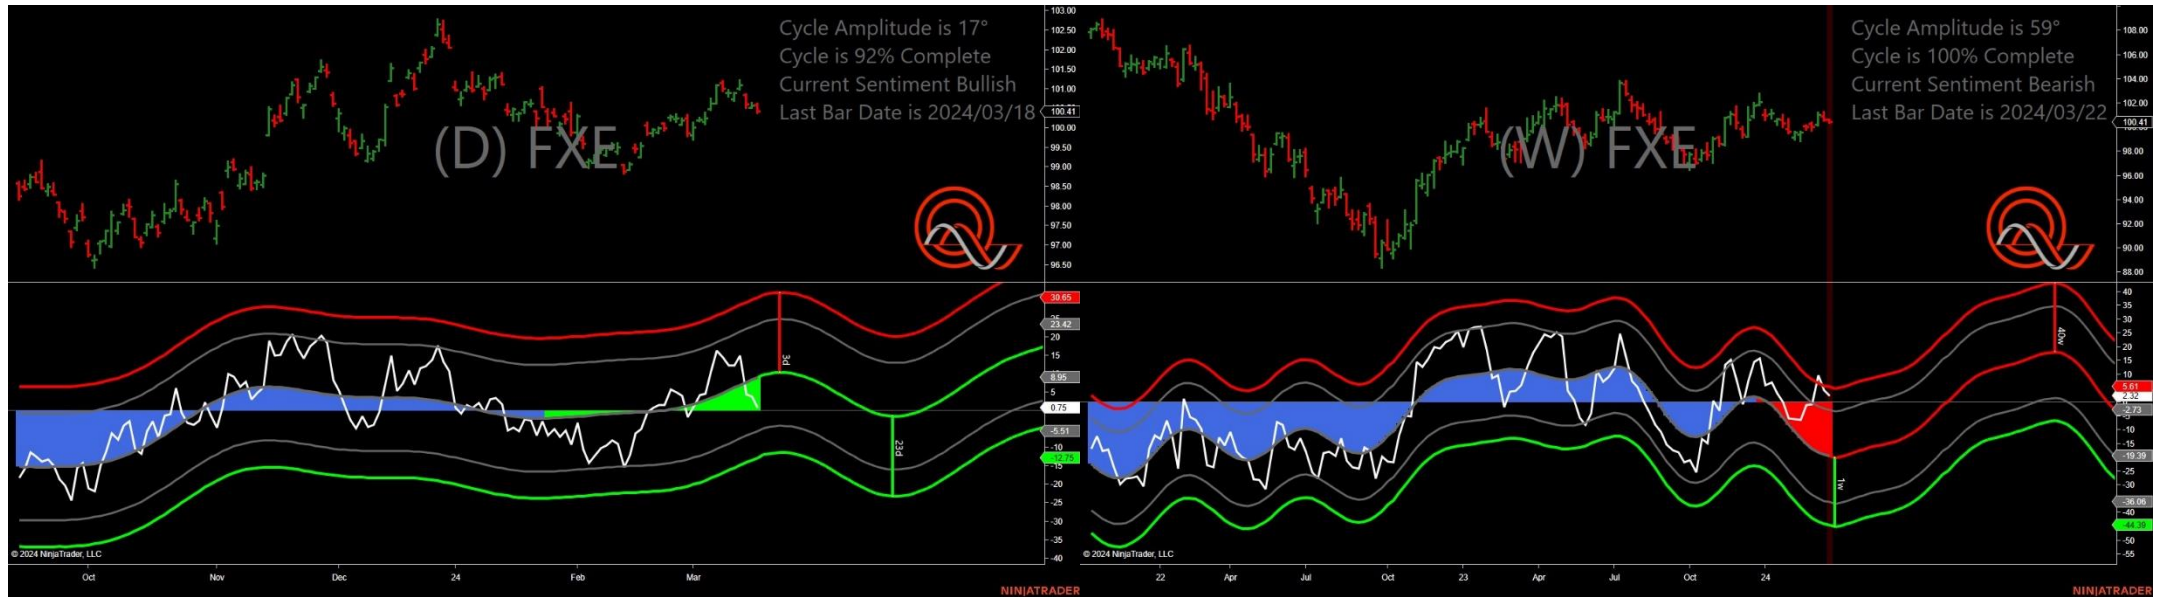 Cycle Amplitude is 17°
Cycle is 92% Complete
Current Sentiment Bullish
Last Bar Date is 2024/03/18
(D) FXE
103.00
102.50
102.00
101.50
101.00
100.41
100.00
99.50
99.00
98.50
98.00
97.50
97.00
96.50
30.65
23.42
20
15
8.95
5
0.75
-5.51
-10
-12.75
-15
-20
-25
-30
-35
-40
3d
23d
© 2024 NinjaTrader, LLC
Oct
Nov
Dec
24
Feb
Mar
NINJATRADER
Cycle Amplitude is 59°
Cycle is 100% Complete
Current Sentiment Bearish
Last Bar Date is 2024/03/22
(W) FXE
108.00
106.00
104.00
102.00
100.41
98.00
96.00
94.00
92.00
90.00
88.00
40
35
30
25
20
15
10
5.61
2.32
-2.73
-10
-15
-19.39
-25
-30
-36.06
-40
-44.39
-50
-55
40w
1w
© 2024 NinjaTrader, LLC
22
Apr
Jul
Oct
23
Apr
Jul
Oct
24
NINJATRADER